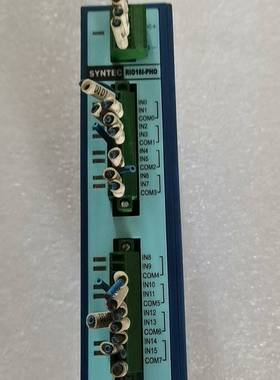 SYNTEC RIO16I-PHO
IN0
IN1
COM0
IN2
IN3
COM1
IN4
IN5
COM2
IN6
IN7
COM3
IN8
IN9
COM4
IN10
IN11
COM5
IN12
IN13
COM6
IN14
IN15
COM7